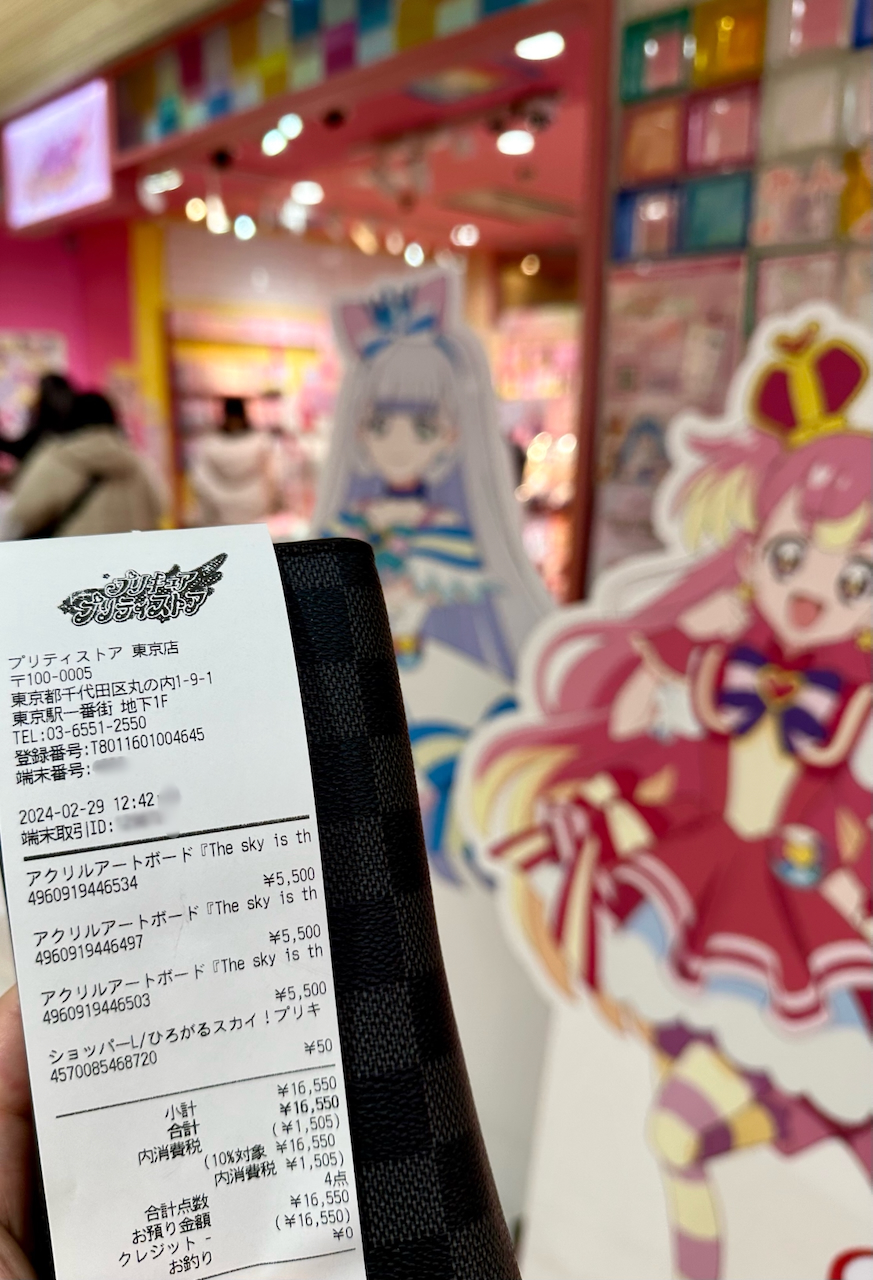 プリキュア
プリティストア
プリティストア 東京店
〒100-0005
東京都千代田区丸の内1-9-1
東京駅一番街 地下1F
TEL:03-6551-2550
登録番号:T8011601004645
端末番号:
2024-02-29 12:42
端末取引ID:
アクリルアートボード『The sky is th
4960919446534 ¥5,500
アクリルアートボード『The sky is th
4960919446497 ¥5,500
アクリルアートボード『The sky is th
4960919446503 ¥5,500
ショッパーL/ひろがるスカイ！プリキ
4570085468720 ¥50
小計 ¥16,550
合計 ¥16,550
内消費税 (¥1,505)
(10%対象 ¥16,550
内消費税 ¥1,505)
合計点数 4点
お預り金額 ¥16,550
クレジット - (¥16,550)
お釣り ¥0